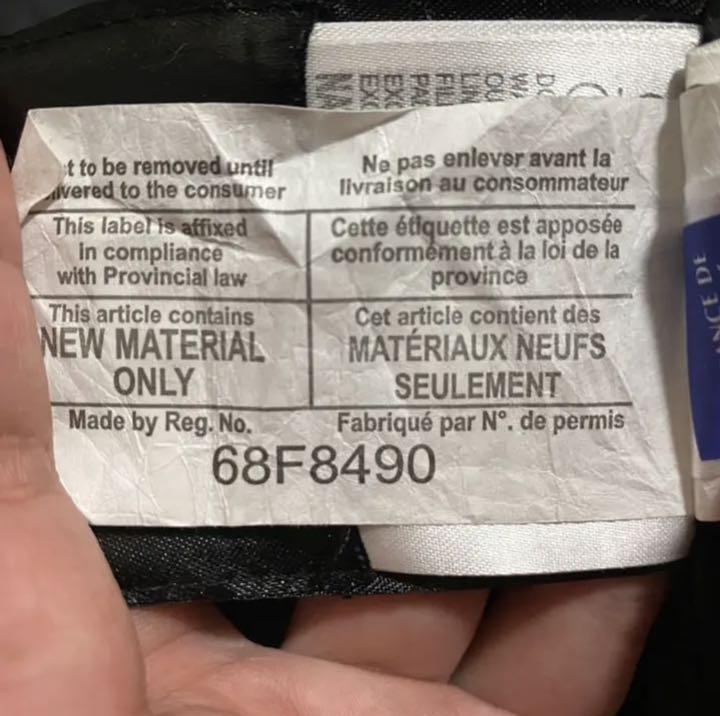 to be removed until
to the consumer
Ne pas enlever avant la
livraison au consommateur
This label is affixed
in compliance
with Provincial law
Cette étiquette est apposée
conformément à la loi de la
province
This article contains
NEW MATERIAL
ONLY
Cet article contient des
MATÉRIAUX NEUFS
SEULEMENT
Made by Reg. No.
Fabriqué par Nº. de permis
68F8490